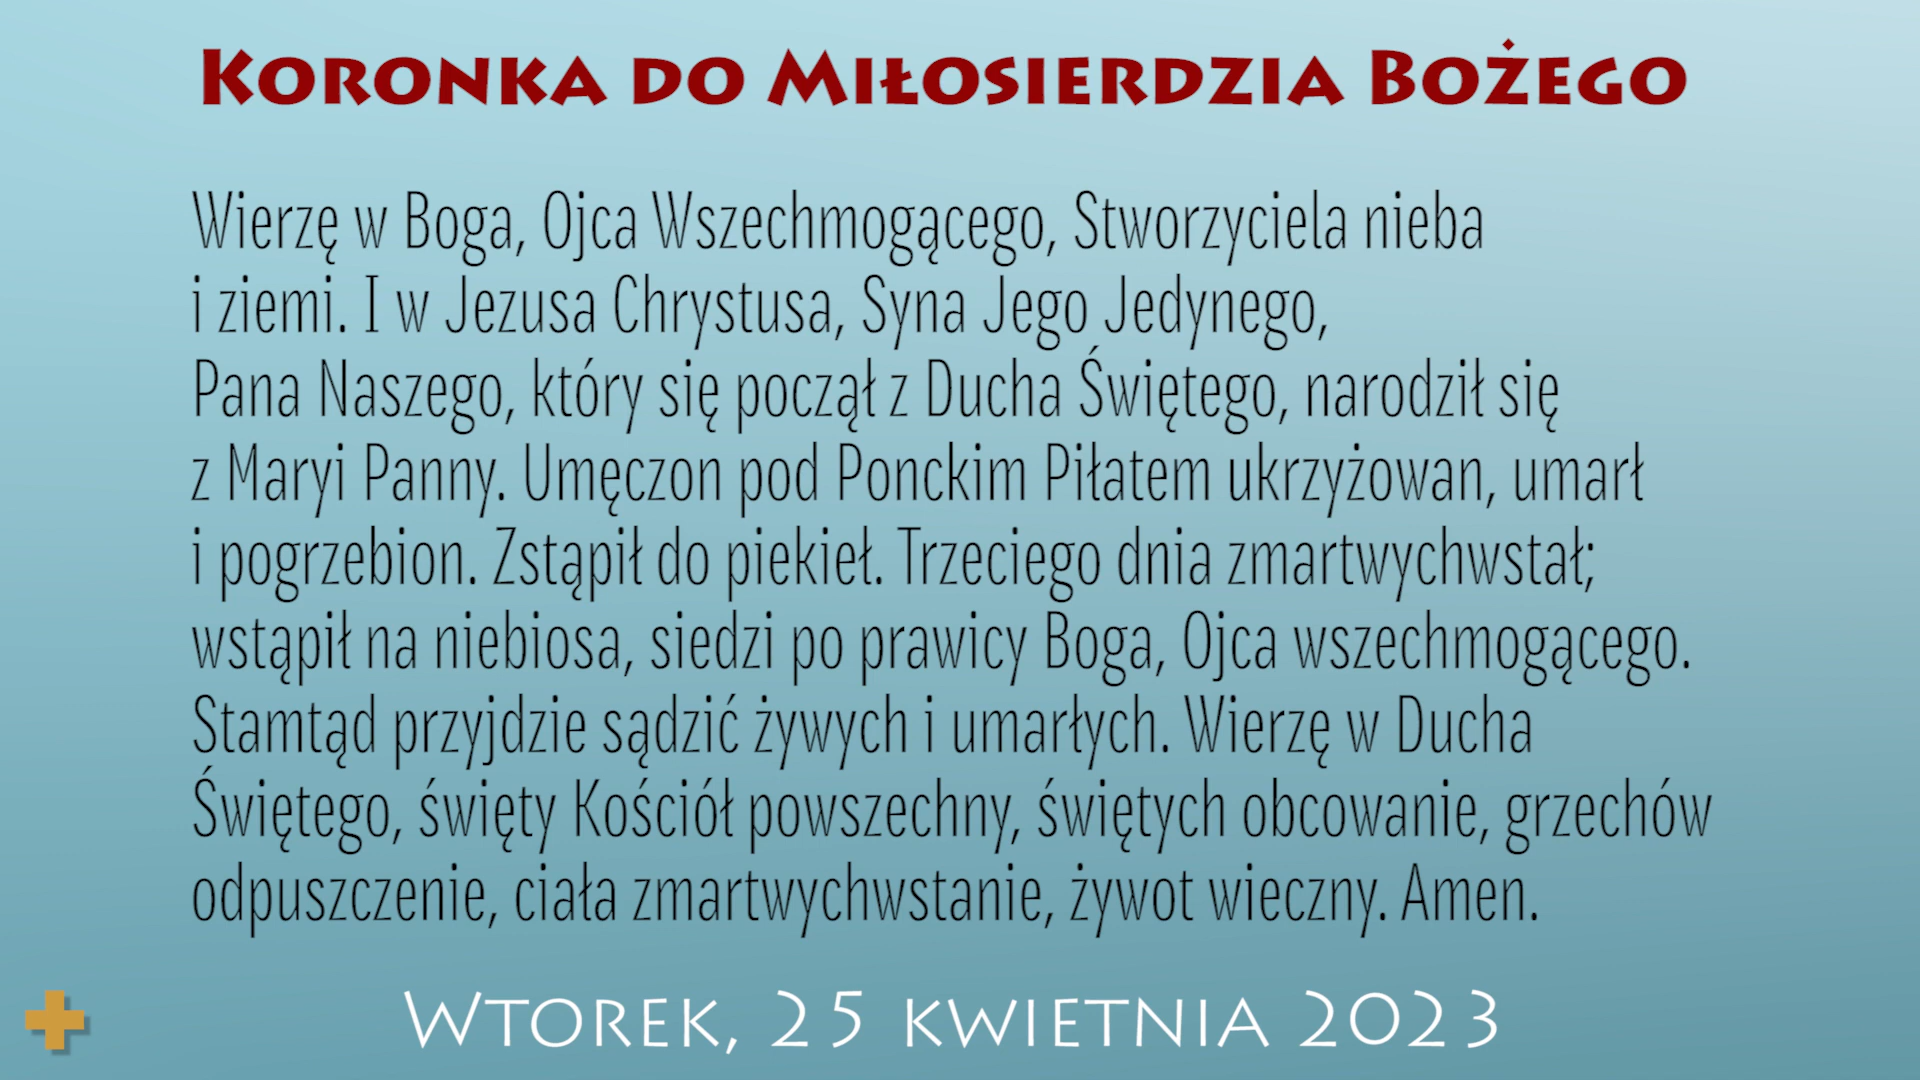 Koronka do Miłosierdzia Bożego
Wierzę w Boga, Ojca Wszechmogącego, Stworzyciela nieba
i ziemi. I w Jezusa Chrystusa, Syna Jego Jedynego,
Pana Naszego, który się począł z Ducha Świętego, narodził się
z Maryi Panny. Umęczon pod Ponckim Piłatem ukrzyżowan, umarł
i pogrzebion. Zstąpił do piekieł. Trzeciego dnia zmartwychwstał;
wstąpił na niebiosa, siedzi po prawicy Boga, Ojca wszechmogącego.
Stamtąd przyjdzie sądzić żywych i umarłych. Wierzę w Ducha
Świętego, święty Kościół powszechny, świętych obcowanie, grzechów
odpuszczenie, ciała zmartwychwstanie, żywot wieczny. Amen.
Wtorek, 25 kwietnia 2023